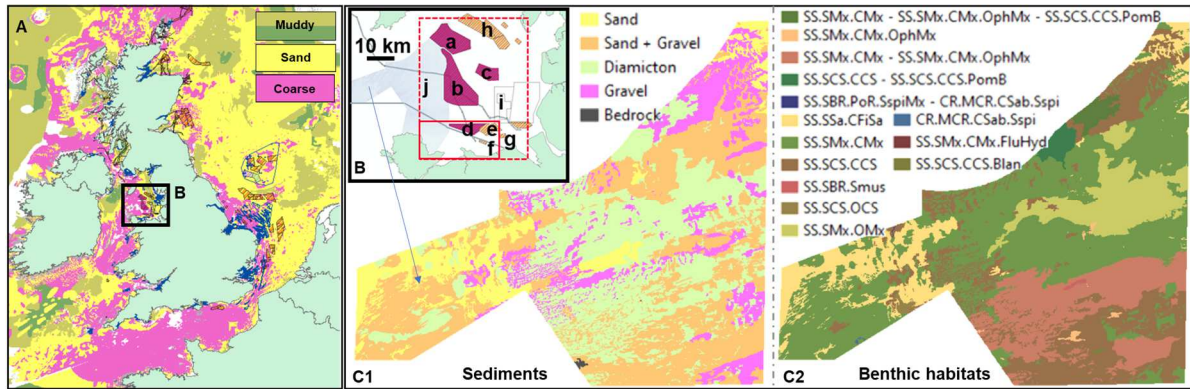 A
Muddy
Sand
Coarse
B
B
10 km
a
h
c
b
j
i
d
e
f
g
Sand
Sand + Gravel
Diamicton
Gravel
Bedrock
C1
Sediments
SS.SMx.CMx - SS.SMx.CMx.OphMx - SS.SCS.CCS.PomB
SS.SMx.CMx.OphMx
SS.SMx.CMx - SS.SMx.CMx.OphMx
SS.SCS.CCS - SS.SCS.CCS.PomB
SS.SBR.PoR.SspiMx - CR.MCR.CSab.Sspi
SS.SSa.CFiSa
CR.MCR.CSab.Sspi
SS.SMx.CMx
SS.SMx.CMx.FluHyd
SS.SCS.CCS
SS.SCS.CCS.Blan
SS.SBR.Smus
SS.SCS.OCS
SS.SMx.OMx
C2
Benthic habitats